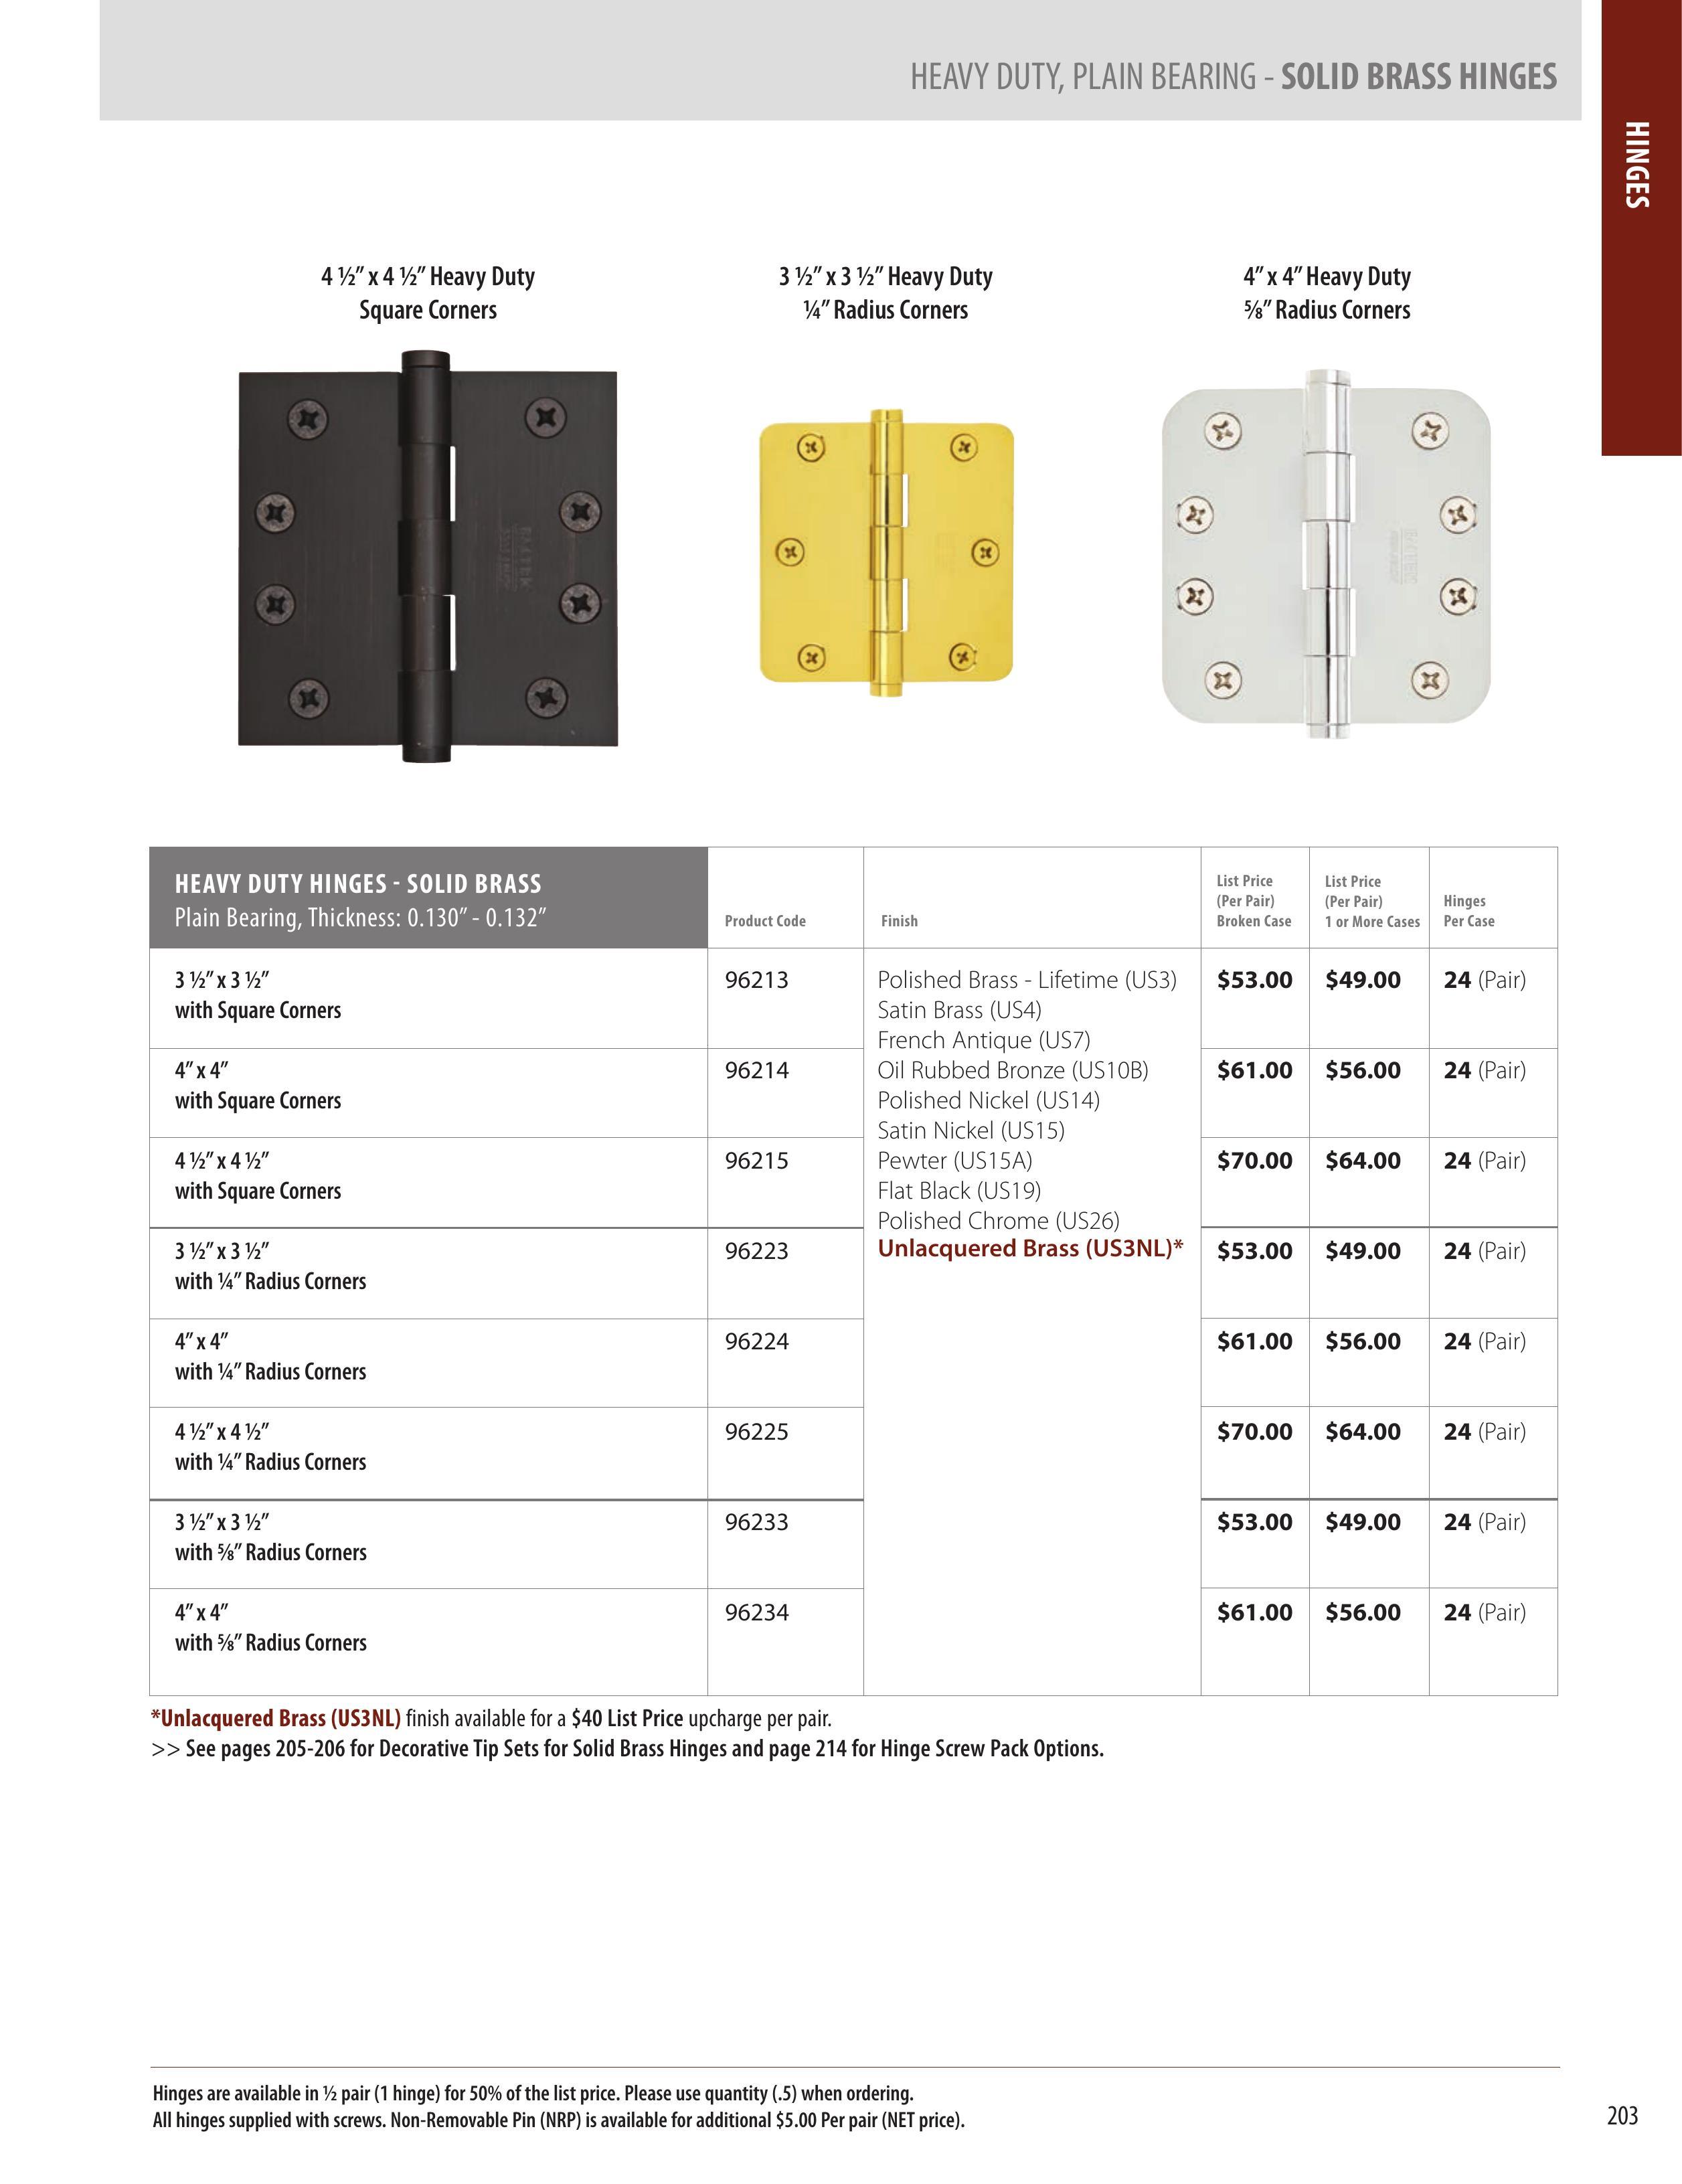 HEAVY DUTY, PLAIN BEARING - SOLID BRASS HINGES
HINGES
4 ½” x 4 ½” Heavy Duty
Square Corners
3 ½” x 3 ½” Heavy Duty
¼” Radius Corners
4” x 4” Heavy Duty
⅝” Radius Corners
HEAVY DUTY HINGES - SOLID BRASS
Plain Bearing, Thickness: 0.130” - 0.132”
Product Code
Finish
List Price
(Per Pair)
Broken Case
List Price
(Per Pair)
1 or More Cases
Hinges
Per Case
3 ½” x 3 ½”
with Square Corners
96213
$53.00
$49.00
24 (Pair)
4” x 4”
with Square Corners
96214
$61.00
$56.00
24 (Pair)
4 ½” x 4 ½”
with Square Corners
96215
$70.00
$64.00
24 (Pair)
3 ½” x 3 ½”
with ¼” Radius Corners
96223
$53.00
$49.00
24 (Pair)
4” x 4”
with ¼” Radius Corners
96224
$61.00
$56.00
24 (Pair)
4 ½” x 4 ½”
with ¼” Radius Corners
96225
$70.00
$64.00
24 (Pair)
3 ½” x 3 ½”
with ⅝” Radius Corners
96233
$53.00
$49.00
24 (Pair)
4” x 4”
with ⅝” Radius Corners
96234
$61.00
$56.00
24 (Pair)
Polished Brass - Lifetime (US3)
Satin Brass (US4)
French Antique (US7)
Oil Rubbed Bronze (US10B)
Polished Nickel (US14)
Satin Nickel (US15)
Pewter (US15A)
Flat Black (US19)
Polished Chrome (US26)
Unlacquered Brass (US3NL)*
*Unlacquered Brass (US3NL) finish available for a $40 List Price upcharge per pair.
>> See pages 205-206 for Decorative Tip Sets for Solid Brass Hinges and page 214 for Hinge Screw Pack Options.
Hinges are available in ½ pair (1 hinge) for 50% of the list price. Please use quantity (.5) when ordering.
All hinges supplied with screws. Non-Removable Pin (NRP) is available for additional $5.00 Per pair (NET price).
203